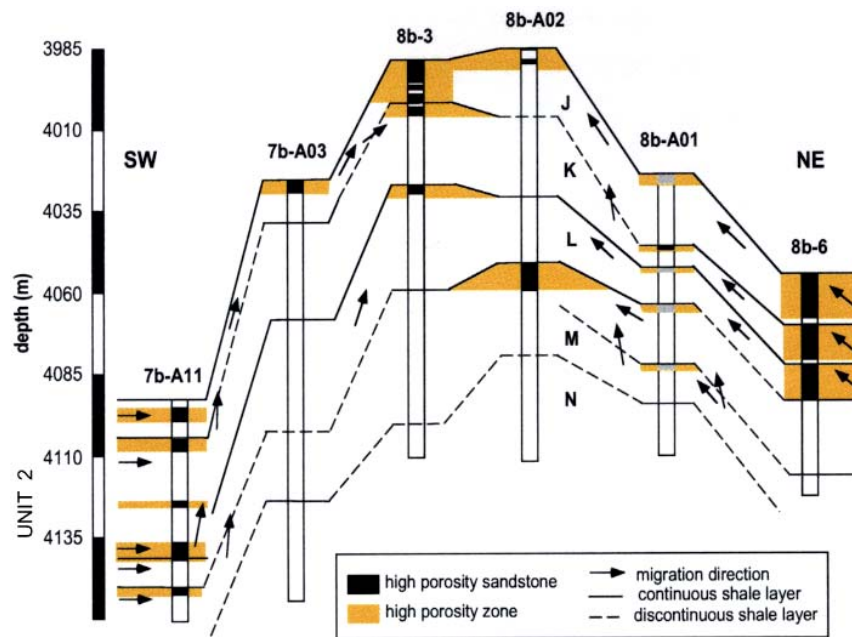 8b-3
8b-A02
3985
4010
4035
4060
4085
4110
4135
depth (m)
UNIT 2
SW
NE
7b-A03
8b-A01
8b-6
7b-A11
J
K
L
M
N
high porosity sandstone
high porosity zone
migration direction
continuous shale layer
discontinuous shale layer